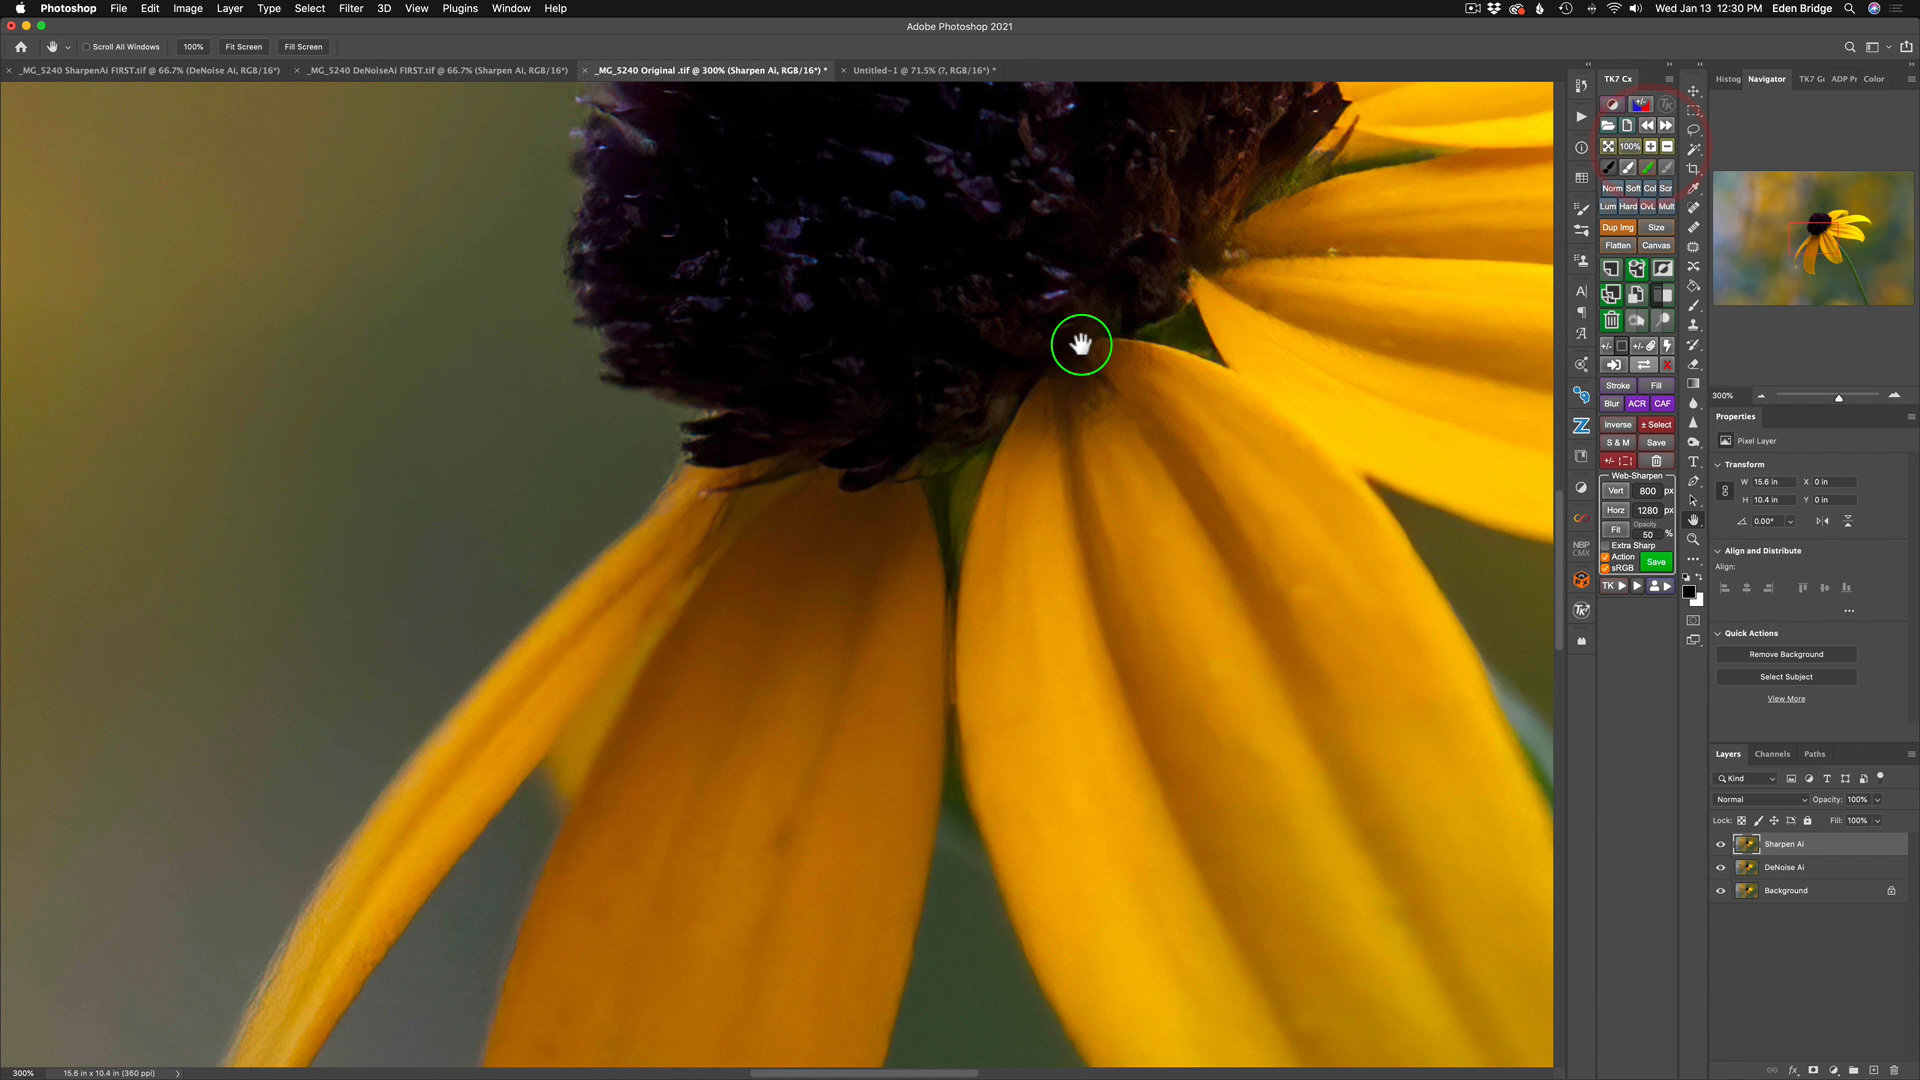 Photoshop File Edit Image Layer Type Select Filter 3D View Plugins Window Help Wed Jan 13 12:30 PM Eden Bridge
Adobe Photoshop 2021
Scroll All Windows 100% Fit Screen Fill Screen
_MG_5240 SharpenAi FIRST.tif @ 66.7% (DeNoise Ai, RGB/16*) _MG_5240 DeNoiseAi FIRST.tif @ 66.7% (Sharpen Ai, RGB/16*) _MG_5240 Original .tif @ 300% (Sharpen Ai, RGB/16*) * Untitled-1 @ 71.5% (?, RGB/16*) *
TK7 Cx
100%
Norm Soft Col Scr
Lum Hard OvL Mult
Dup Img Size
Flatten Canvas
Stroke Fill
Blur ACR CAF
Inverse ± Select
S & M Save
Web-Sharpen
Vert 800 px
Horz 1280 px
Fit Opacity 50 %
Extra Sharp
Action
sRGB Save
TK
NBP
CMX
Histog Navigator TK7 Ge ADP Pr Color
300%
Properties
Pixel Layer
Transform
W 15.6 in X 0 in
H 10.4 in Y 0 in
0.00°
Align and Distribute
Align:
Quick Actions
Remove Background
Select Subject
View More
Layers Channels Paths
Kind
Normal Opacity: 100%
Lock: Fill: 100%
Sharpen Ai
DeNoise Ai
Background
300% 15.6 in x 10.4 in (360 ppi)